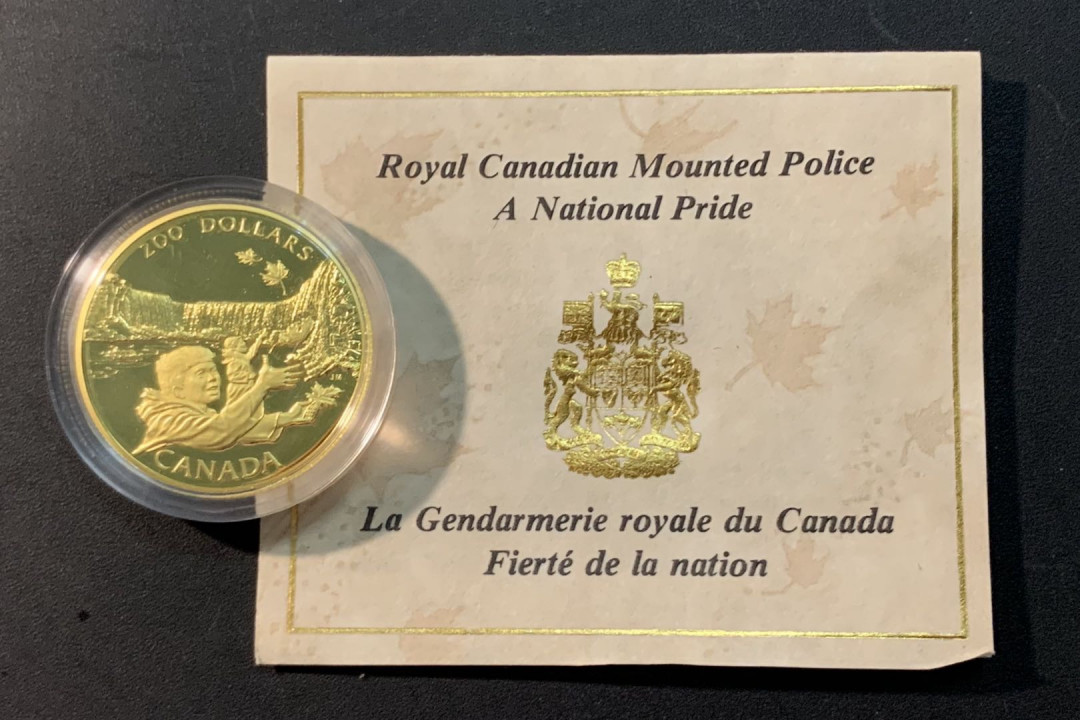 200 DOLLARS
CANADA
Royal Canadian Mounted Police
A National Pride
La Gendarmerie royale du Canada
Fierté de la nation